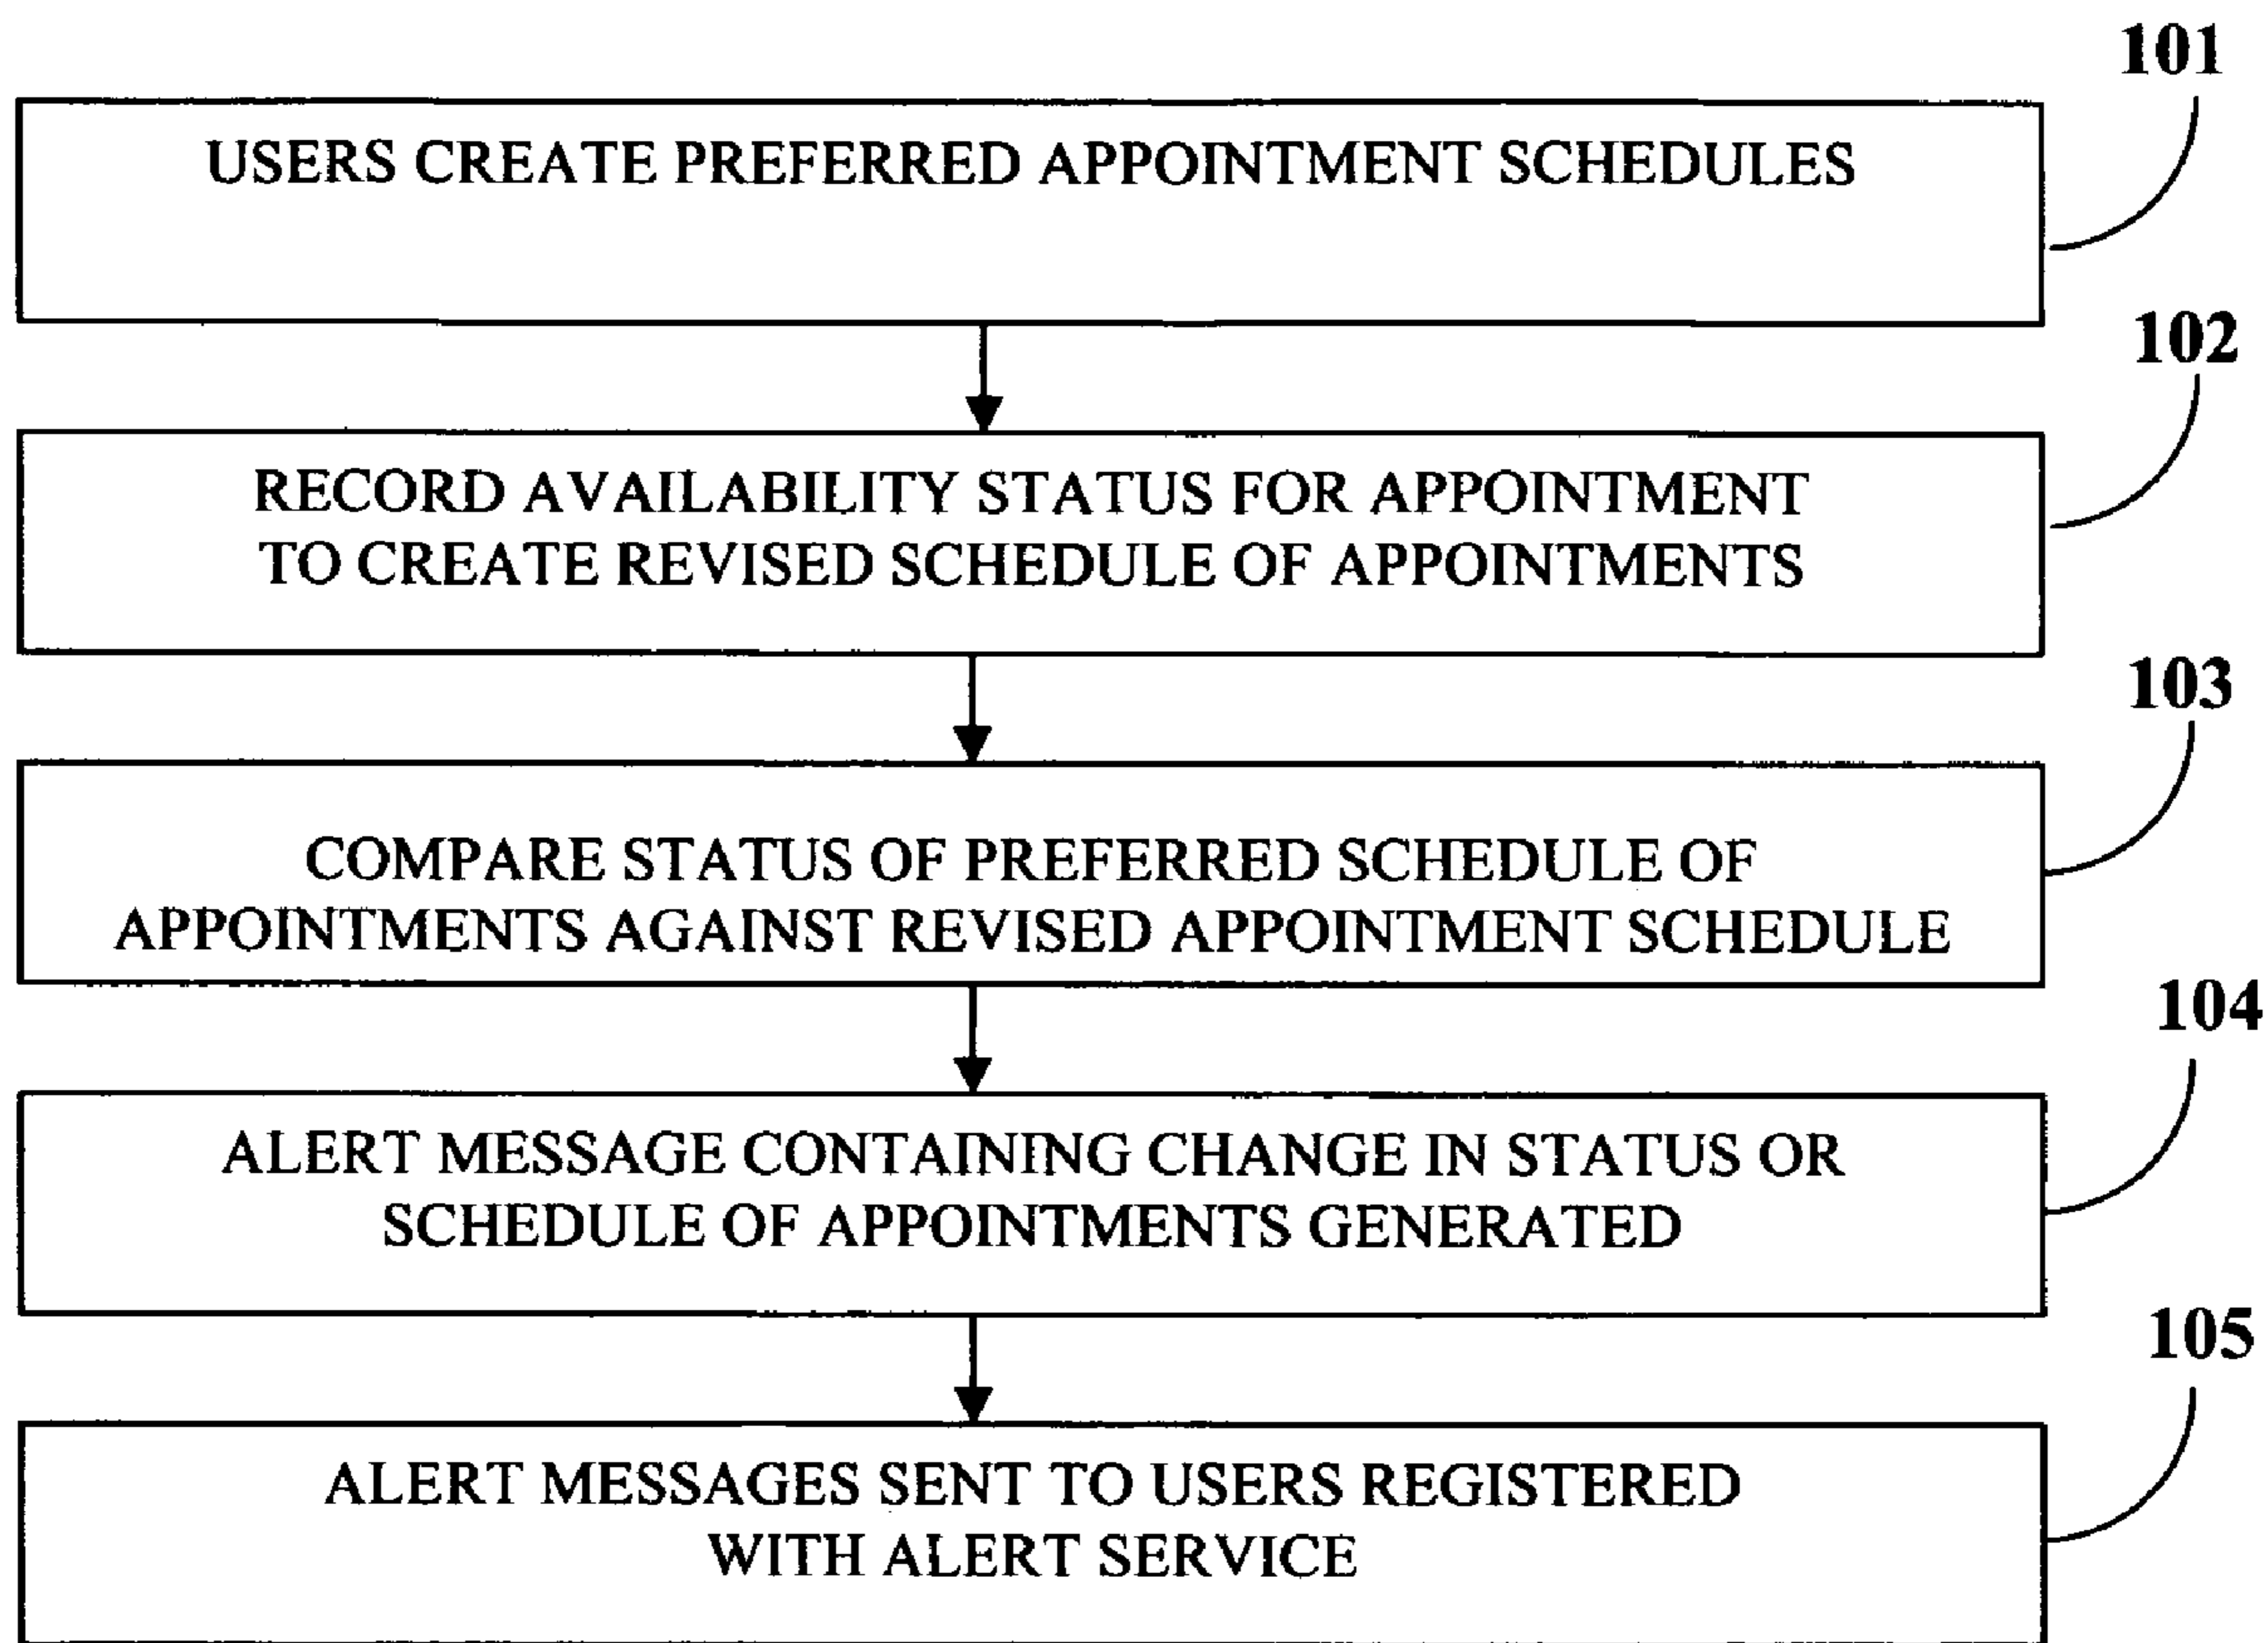 101
USERS CREATE PREFERRED APPOINTMENT SCHEDULES
102
RECORD AVAILABILITY STATUS FOR APPOINTMENT
TO CREATE REVISED SCHEDULE OF APPOINTMENTS
103
COMPARE STATUS OF PREFERRED SCHEDULE OF
APPOINTMENTS AGAINST REVISED APPOINTMENT SCHEDULE
104
ALERT MESSAGE CONTAINING CHANGE IN STATUS OR
SCHEDULE OF APPOINTMENTS GENERATED
105
ALERT MESSAGES SENT TO USERS REGISTERED
WITH ALERT SERVICE